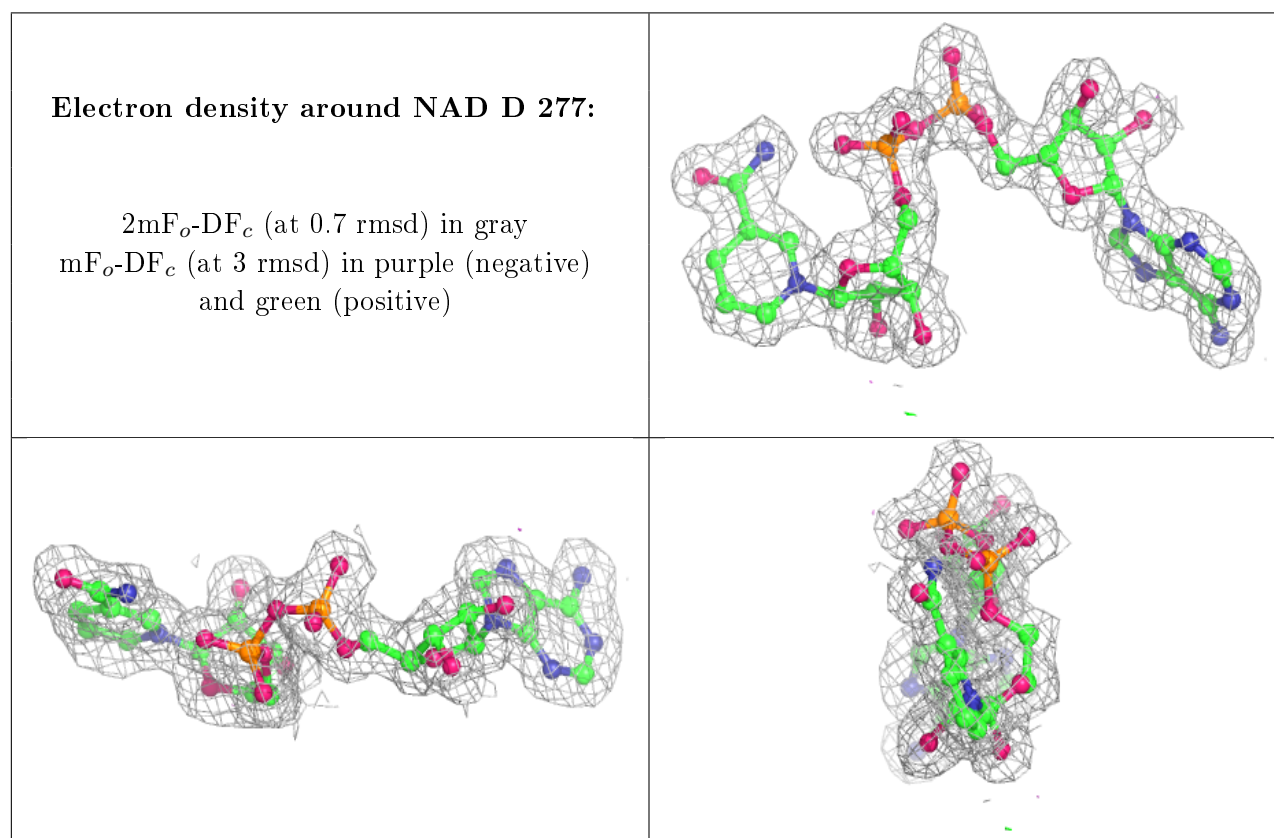 Electron density around NAD D 277:
2mFₒ-DF𝒸 (at 0.7 rmsd) in gray
mFₒ-DF𝒸 (at 3 rmsd) in purple (negative)
and green (positive)